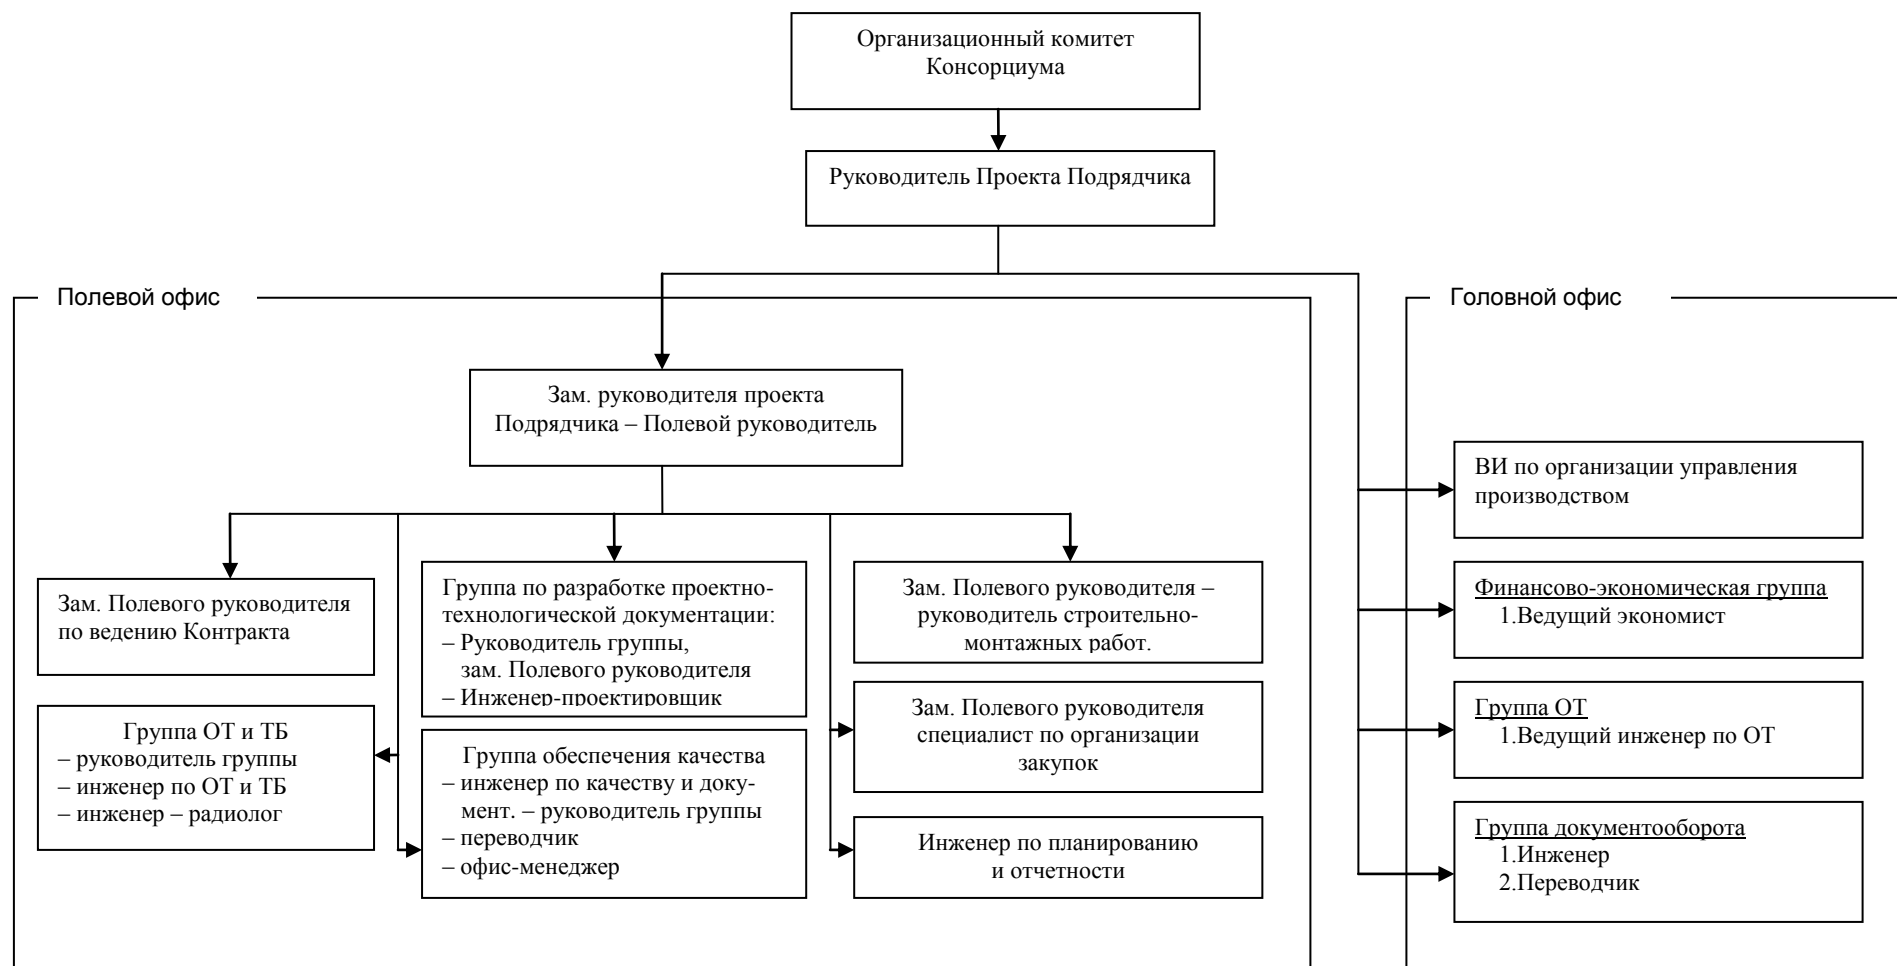 Организационный комитет
Консорциума
Руководитель Проекта Подрядчика
Полевой офис
Головной офис
Зам. руководителя проекта
Подрядчика – Полевой руководитель
Зам. Полевого руководителя
по ведению Контракта
Группа по разработке проектно-
технологической документации:
– Руководитель группы,
зам. Полевого руководителя
– Инженер-проектировщик
Зам. Полевого руководителя –
руководитель строительно-
монтажных работ.
Группа ОТ и ТБ
– руководитель группы
– инженер по ОТ и ТБ
– инженер – радиолог
Группа обеспечения качества
– инженер по качеству и доку-
мент. – руководитель группы
– переводчик
– офис-менеджер
Зам. Полевого руководителя
специалист по организации
закупок
Инженер по планированию
и отчетности
ВИ по организации управления
производством
Финансово-экономическая группа
1.Ведущий экономист
Группа ОТ
1.Ведущий инженер по ОТ
Группа документооборота
1.Инженер
2.Переводчик